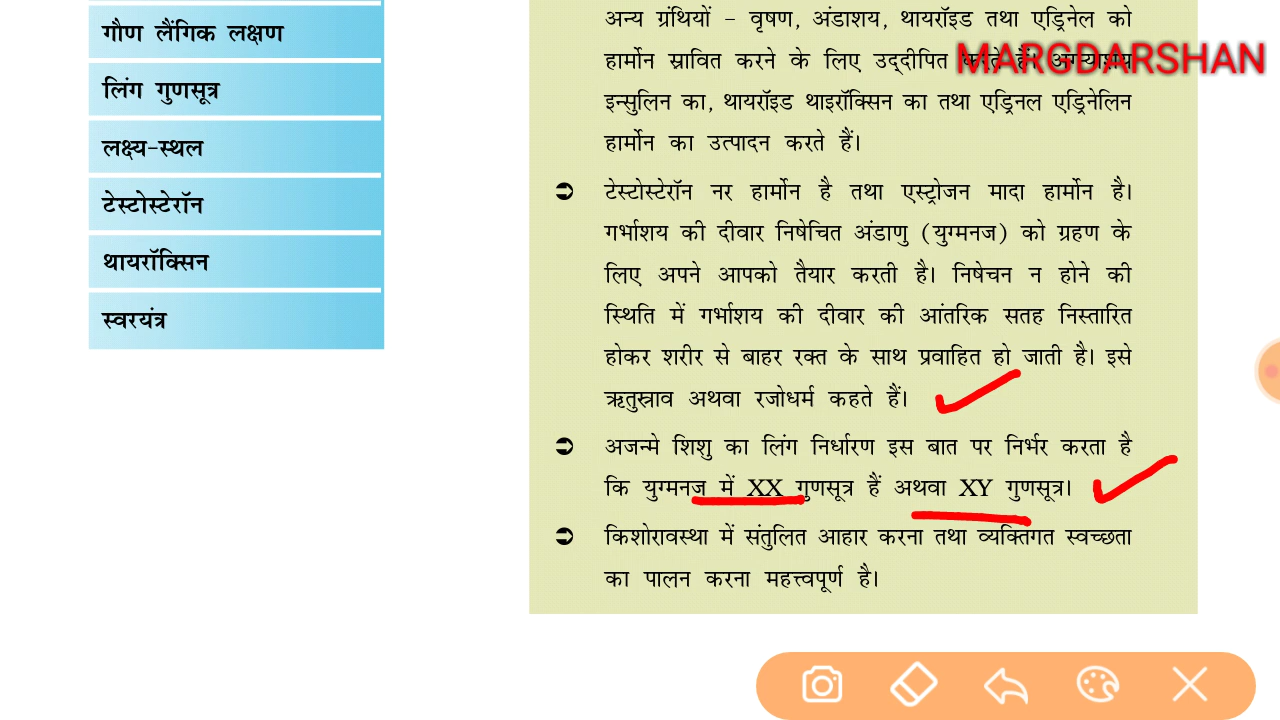 गौण लैंगिक लक्षण
लिंग गुणसूत्र
लक्ष्य-स्थल
टेस्टोस्टेरॉन
थायरॉक्सिन
स्वरयंत्र
अन्य ग्रंथियों – वृषण, अंडाशय, थायरॉइड तथा एड्रिनेल को
हार्मोन स्रावित करने के लिए उद्‌दीपित करते हैं। अग्न्याशय
MARGDARSHAN
इन्सुलिन का, थायरॉइड थाइरॉक्सिन का तथा एड्रिनल एड्रिनेलिन
हार्मोन का उत्पादन करते हैं।
➲ टेस्टोस्टेरॉन नर हार्मोन है तथा एस्ट्रोजन मादा हार्मोन है।
गर्भाशय की दीवार निषेचित अंडाणु (युग्मनज) को ग्रहण के
लिए अपने आपको तैयार करती है। निषेचन न होने की
स्थिति में गर्भाशय की दीवार की आंतरिक सतह निस्तारित
होकर शरीर से बाहर रक्त के साथ प्रवाहित हो जाती है। इसे
ऋतुस्राव अथवा रजोधर्म कहते हैं।
➲ अजन्मे शिशु का लिंग निर्धारण इस बात पर निर्भर करता है
कि युग्मनज में XX गुणसूत्र हैं अथवा XY गुणसूत्र।
➲ किशोरावस्था में संतुलित आहार करना तथा व्यक्तिगत स्वच्छता
का पालन करना महत्त्वपूर्ण है।